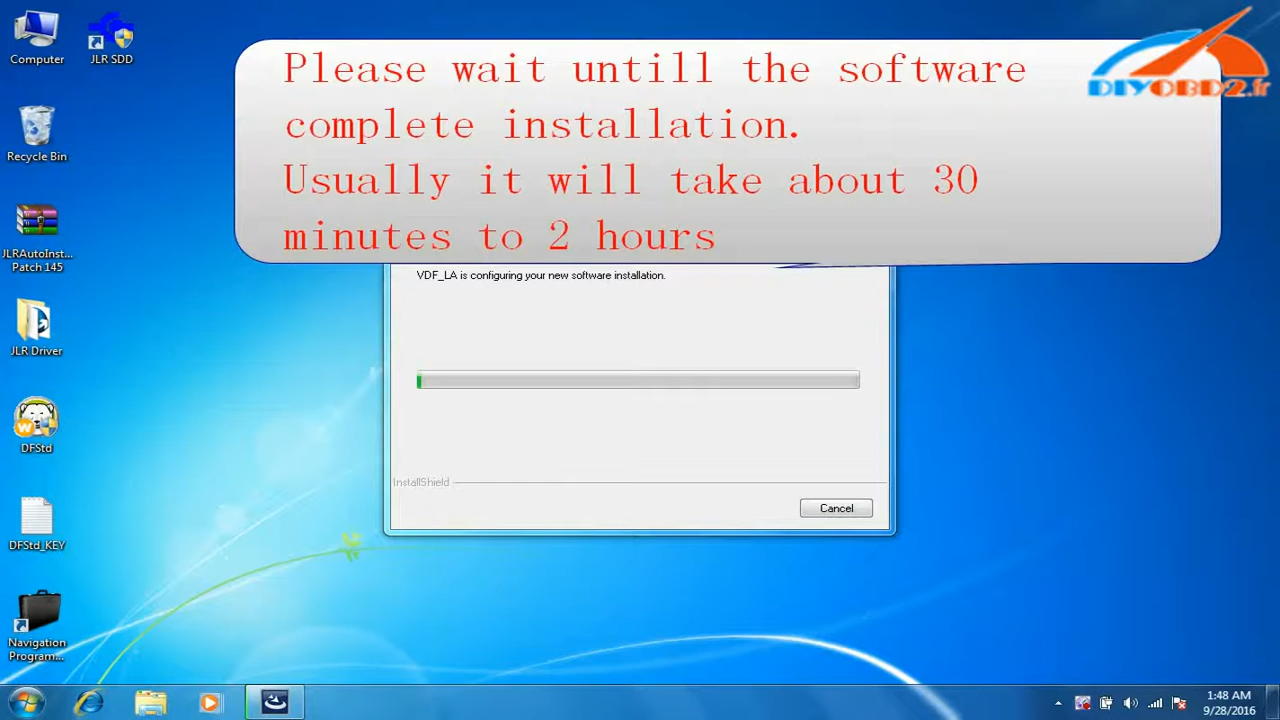 Computer
JLR SDD
Please wait untill the software
complete installation.
Usually it will take about 30
minutes to 2 hours
DIYOBD2.fr
Recycle Bin
JLRAutoInst...
Patch 145
VDF_LA is configuring your new software installation.
JLR Driver
DFStd
InstallShield
Cancel
DFStd_KEY
Navigation
Program...
1:48 AM
9/28/2016